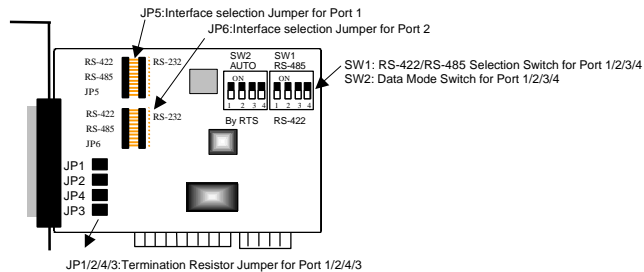 JP5:Interface selection Jumper for Port 1
JP6:Interface selection Jumper for Port 2
RS-422
RS-485
JP5
RS-232
RS-422
RS-485
JP6
RS-232
SW2
AUTO
SW1
RS-485
ON
1 2 3 4
ON
1 2 3 4
By RTS
RS-422
SW1: RS-422/RS-485 Selection Switch for Port 1/2/3/4
SW2: Data Mode Switch for Port 1/2/3/4
JP1
JP2
JP4
JP3
JP1/2/4/3:Termination Resistor Jumper for Port 1/2/4/3